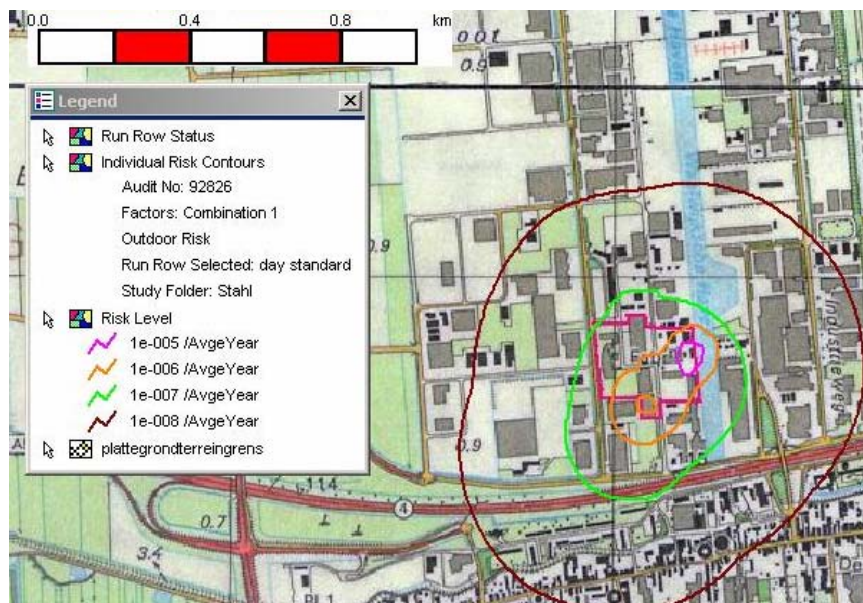 0.0 0.4 0.8 km
0.9
Legend
Run Row Status
Individual Risk Contours
Audit No: 92826
Factors: Combination 1
Outdoor Risk
Run Row Selected: day standard
Study Folder: Stahl
Risk Level
1e-005 /AvgeYear
1e-006 /AvgeYear
1e-007 /AvgeYear
1e-008 /AvgeYear
plattegrondterreingrens
0.9
Industrieweg
0.9
11.4
4
0.7
3.4